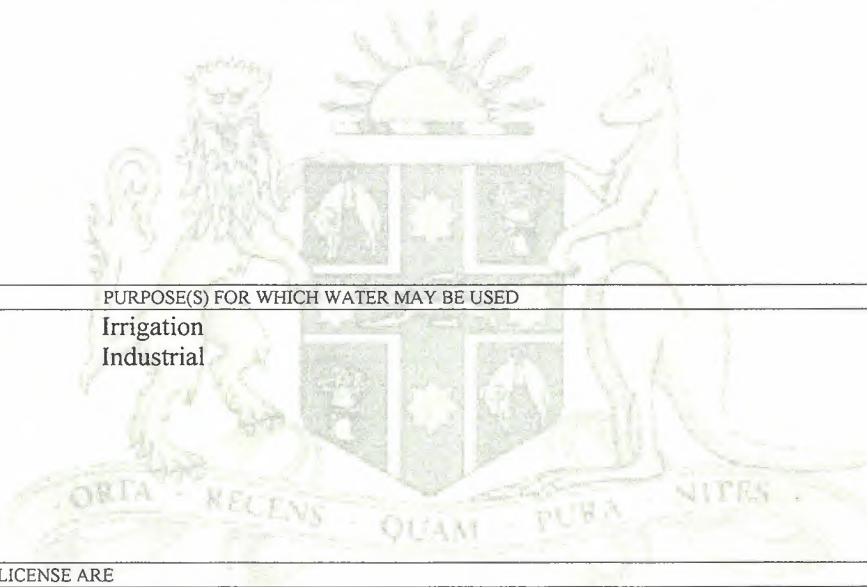 PURPOSE(S) FOR WHICH WATER MAY BE USED
Irrigation
Industrial
ORTA RECENS QUAM PURA NITES
LICENSE ARE